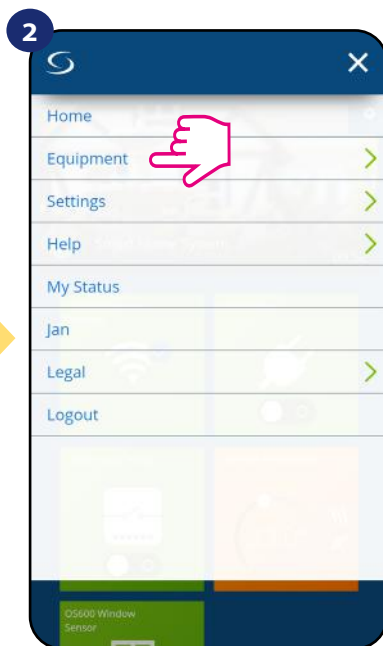 2
Home
Equipment
Settings
Help
My Status
Jan
Legal
Logout
OS600 Window
Sensor